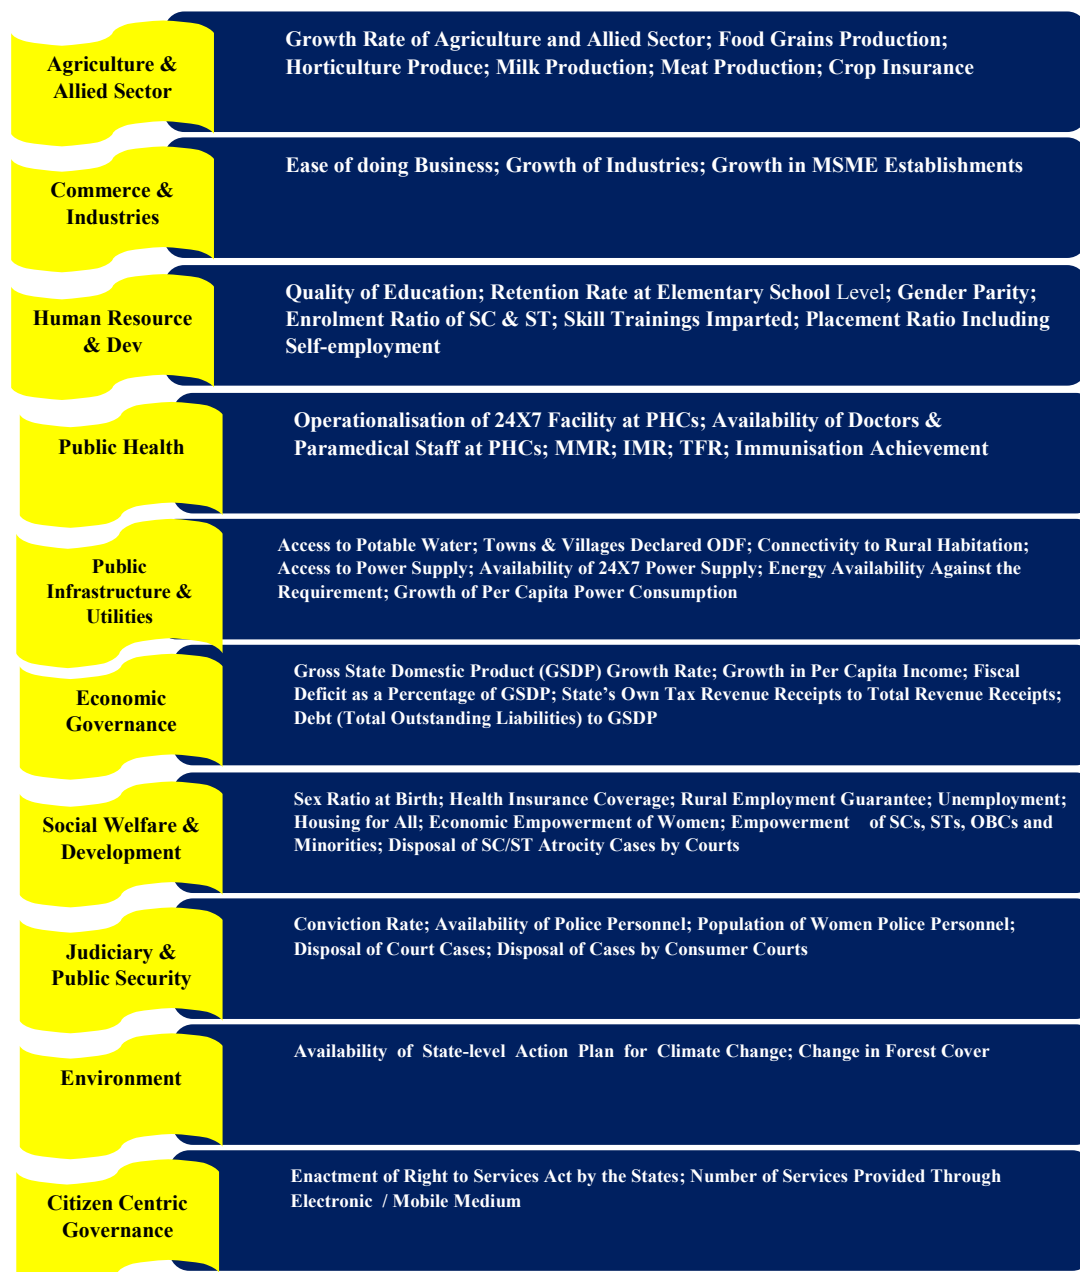 Agriculture &
Allied Sector
Growth Rate of Agriculture and Allied Sector; Food Grains Production;
Horticulture Produce; Milk Production; Meat Production; Crop Insurance
Commerce &
Industries
Ease of doing Business; Growth of Industries; Growth in MSME Establishments
Human Resource
& Dev
Quality of Education; Retention Rate at Elementary School Level; Gender Parity;
Enrolment Ratio of SC & ST; Skill Trainings Imparted; Placement Ratio Including
Self-employment
Public Health
Operationalisation of 24X7 Facility at PHCs; Availability of Doctors &
Paramedical Staff at PHCs; MMR; IMR; TFR; Immunisation Achievement
Public
Infrastructure &
Utilities
Access to Potable Water; Towns & Villages Declared ODF; Connectivity to Rural Habitation;
Access to Power Supply; Availability of 24X7 Power Supply; Energy Availability Against the
Requirement; Growth of Per Capita Power Consumption
Economic
Governance
Gross State Domestic Product (GSDP) Growth Rate; Growth in Per Capita Income; Fiscal
Deficit as a Percentage of GSDP; State's Own Tax Revenue Receipts to Total Revenue Receipts;
Debt (Total Outstanding Liabilities) to GSDP
Social Welfare &
Development
Sex Ratio at Birth; Health Insurance Coverage; Rural Employment Guarantee; Unemployment;
Housing for All; Economic Empowerment of Women; Empowerment of SCs, STs, OBCs and
Minorities; Disposal of SC/ST Atrocity Cases by Courts
Judiciary &
Public Security
Conviction Rate; Availability of Police Personnel; Population of Women Police Personnel;
Disposal of Court Cases; Disposal of Cases by Consumer Courts
Environment
Availability of State-level Action Plan for Climate Change; Change in Forest Cover
Citizen Centric
Governance
Enactment of Right to Services Act by the States; Number of Services Provided Through
Electronic / Mobile Medium